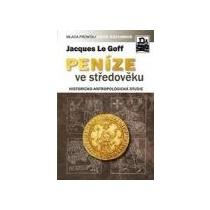 MLADÁ FRONTA
Jacques Le Goff
PENÍZE
ve středověku
HISTORICKO-ANTROPOLOGICKÁ STUDIE